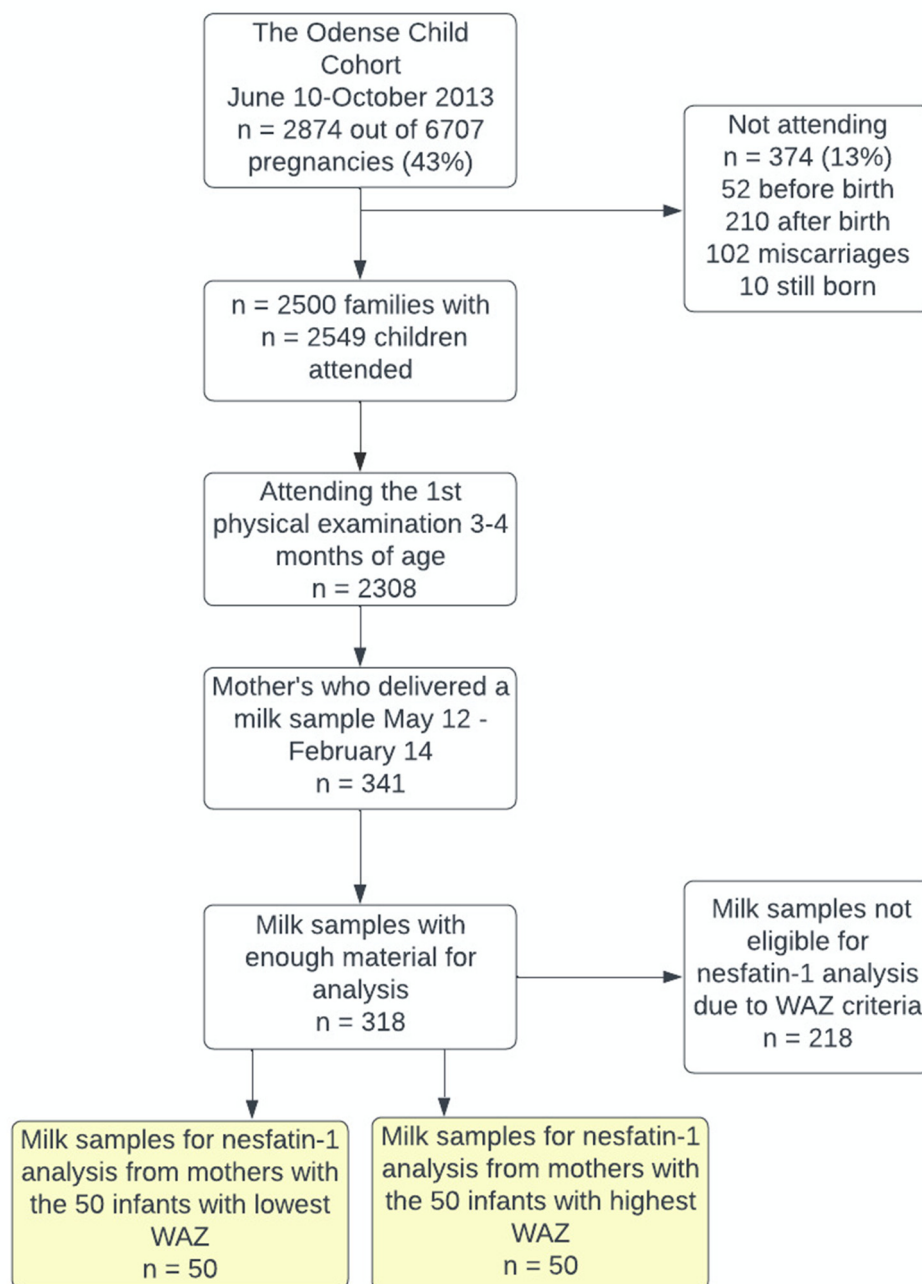 The Odense Child
Cohort
June 10-October 2013
n = 2874 out of 6707
pregnancies (43%)
Not attending
n = 374 (13%)
52 before birth
210 after birth
102 miscarriages
10 still born
n = 2500 families with
n = 2549 children
attended
Attending the 1st
physical examination 3-4
months of age
n = 2308
Mother's who delivered a
milk sample May 12 -
February 14
n = 341
Milk samples with
enough material for
analysis
n = 318
Milk samples not
eligible for
nesfatin-1 analysis
due to WAZ criteria
n = 218
Milk samples for nesfatin-1
analysis from mothers with
the 50 infants with lowest
WAZ
n = 50
Milk samples for nesfatin-1
analysis from mothers with
the 50 infants with highest
WAZ
n = 50